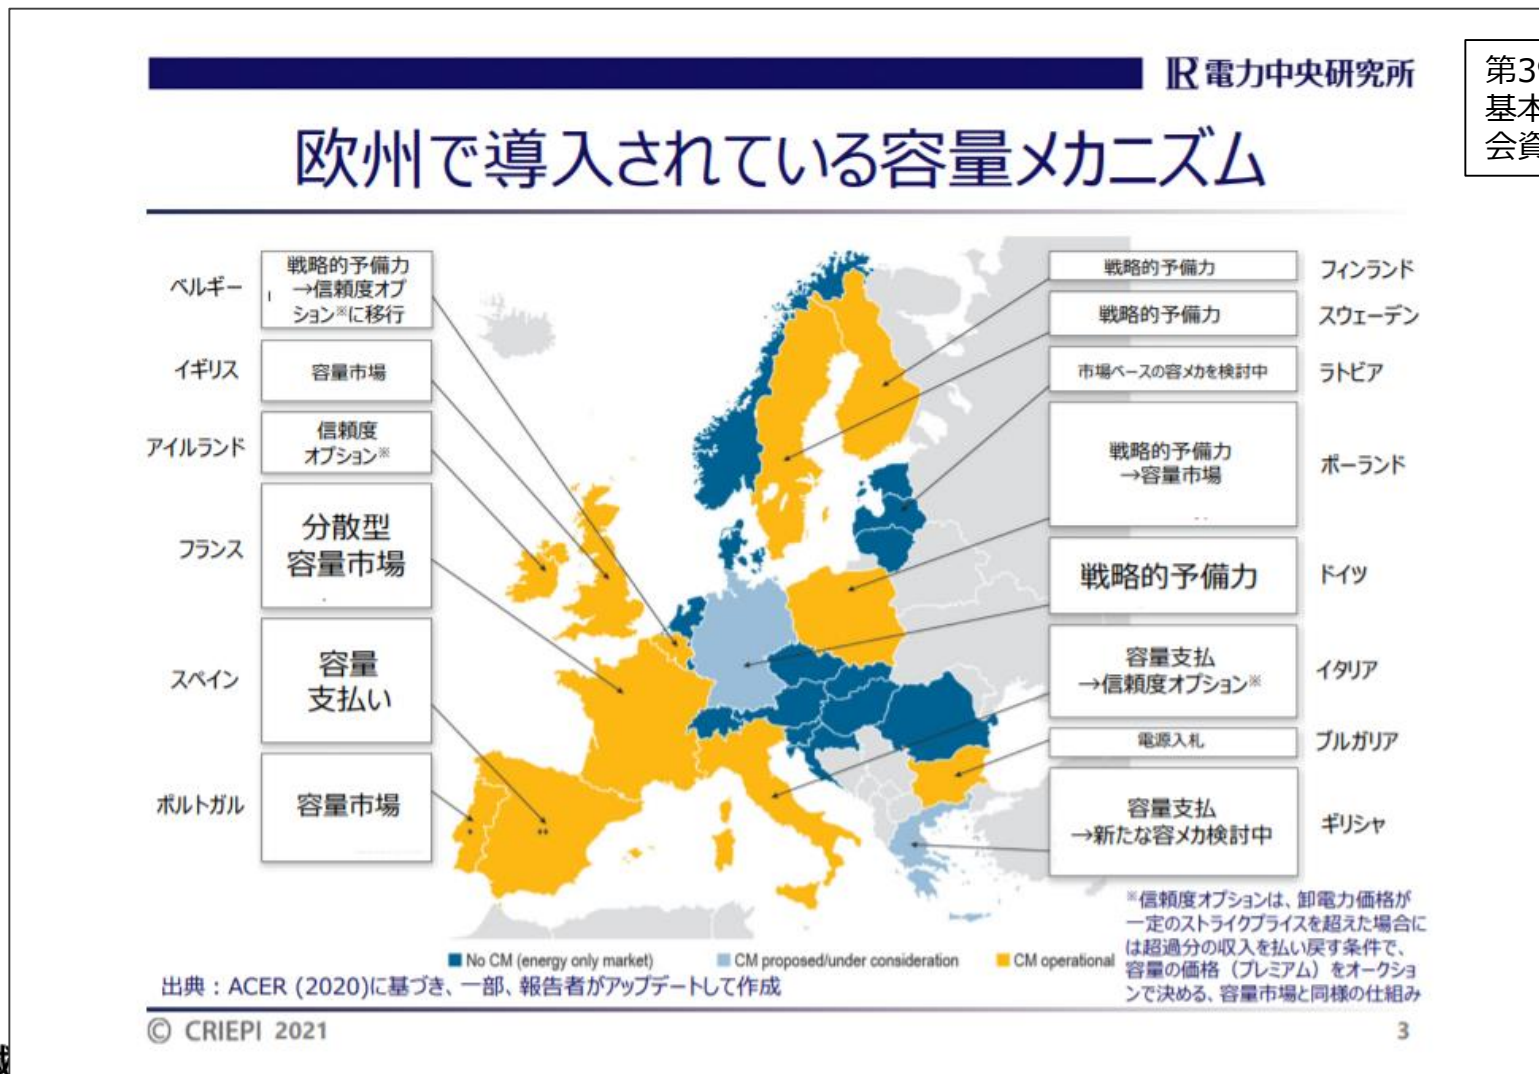 電力中央研究所
第39
基本
会資
欧州で導入されている容量メカニズム
ベルギー
戦略的予備力
→信頼度オプ
ション※に移行
イギリス
容量市場
アイルランド
信頼度
オプション※
フランス
分散型
容量市場
スペイン
容量
支払い
ポルトガル
容量市場
戦略的予備力
フィンランド
戦略的予備力
スウェーデン
市場ベースの容メカを検討中
ラトビア
戦略的予備力
→容量市場
ポーランド
戦略的予備力
ドイツ
容量支払
→信頼度オプション※
イタリア
電源入札
ブルガリア
容量支払
→新たな容メカ検討中
ギリシャ
※信頼度オプションは、卸電力価格が
一定のストライクプライスを超えた場合に
は超過分の収入を払い戻す条件で、
容量の価格（プレミアム）をオークショ
ンで決める、容量市場と同様の仕組み
No CM (energy only market)
CM proposed/under consideration
CM operational
出典：ACER (2020)に基づき、一部、報告者がアップデートして作成
© CRIEPI 2021
3